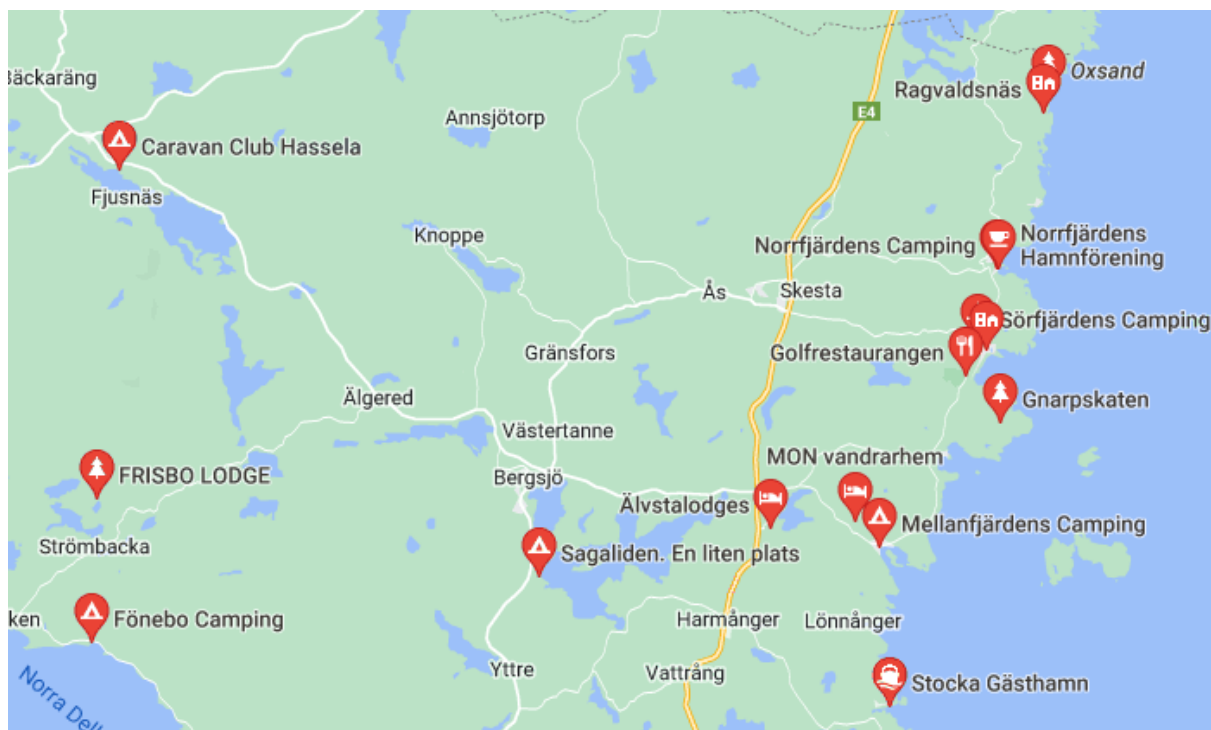 Oxsand
Ragvaldsnäs
Bäckaräng
E4
Annsjötorp
Caravan Club Hassela
Fjusnäs
Knoppe
Norrfjärdens Camping
Norrfjärdens
Hamnförening
Ås
Skesta
Sörfjärdens Camping
Gränsfors
Golfrestaurangen
Älgered
Gnarpskaten
Västertanne
MON vandrarhem
FRISBO LODGE
Bergsjö
Älvstalodges
Mellanfjärdens Camping
Strömbacka
Sagaliden. En liten plats
ken
Fönebo Camping
Harmånger
Lönnånger
Yttre
Vattrång
Stocka Gästhamn
Norra Dell